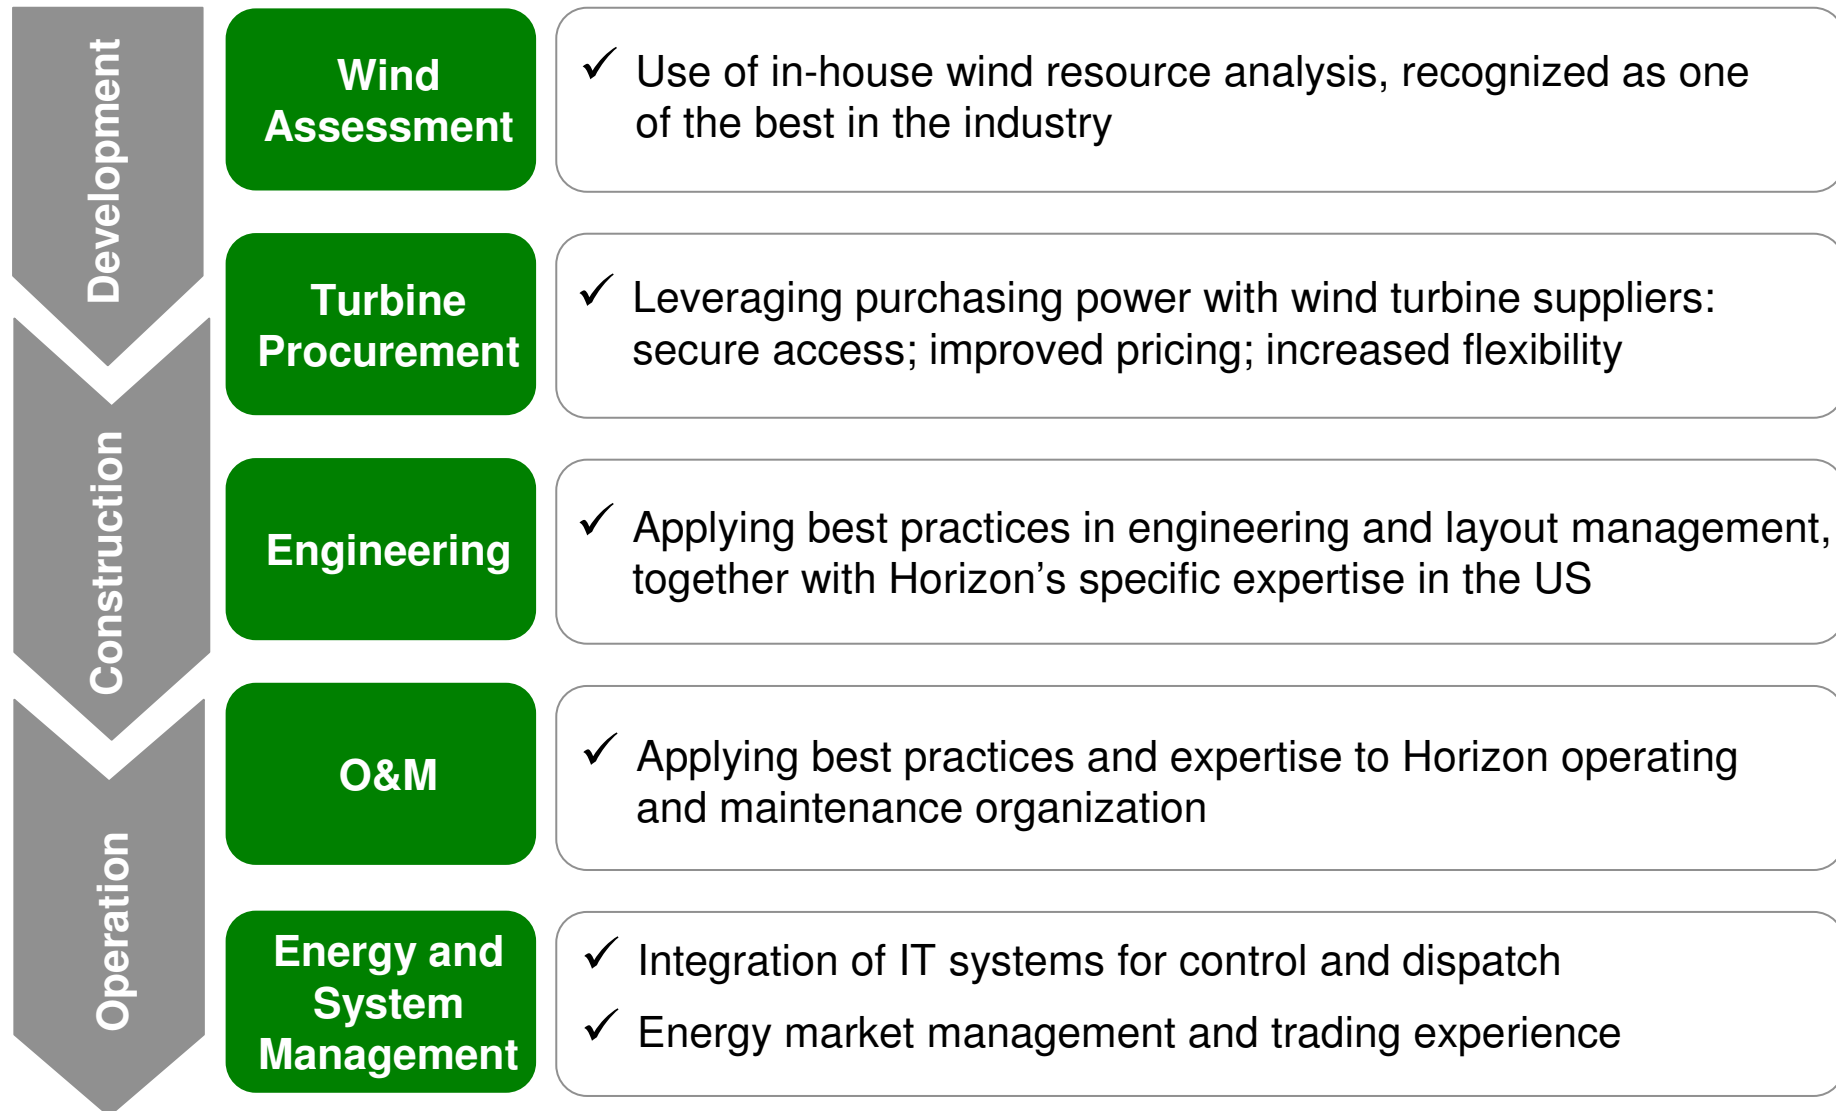 Development
Wind
Assessment
✓ Use of in-house wind resource analysis, recognized as one
of the best in the industry
Turbine
Procurement
✓ Leveraging purchasing power with wind turbine suppliers:
secure access; improved pricing; increased flexibility
Construction
Engineering
✓ Applying best practices in engineering and layout management,
together with Horizon’s specific expertise in the US
Operation
O&M
✓ Applying best practices and expertise to Horizon operating
and maintenance organization
Energy and
System
Management
✓ Integration of IT systems for control and dispatch
✓ Energy market management and trading experience